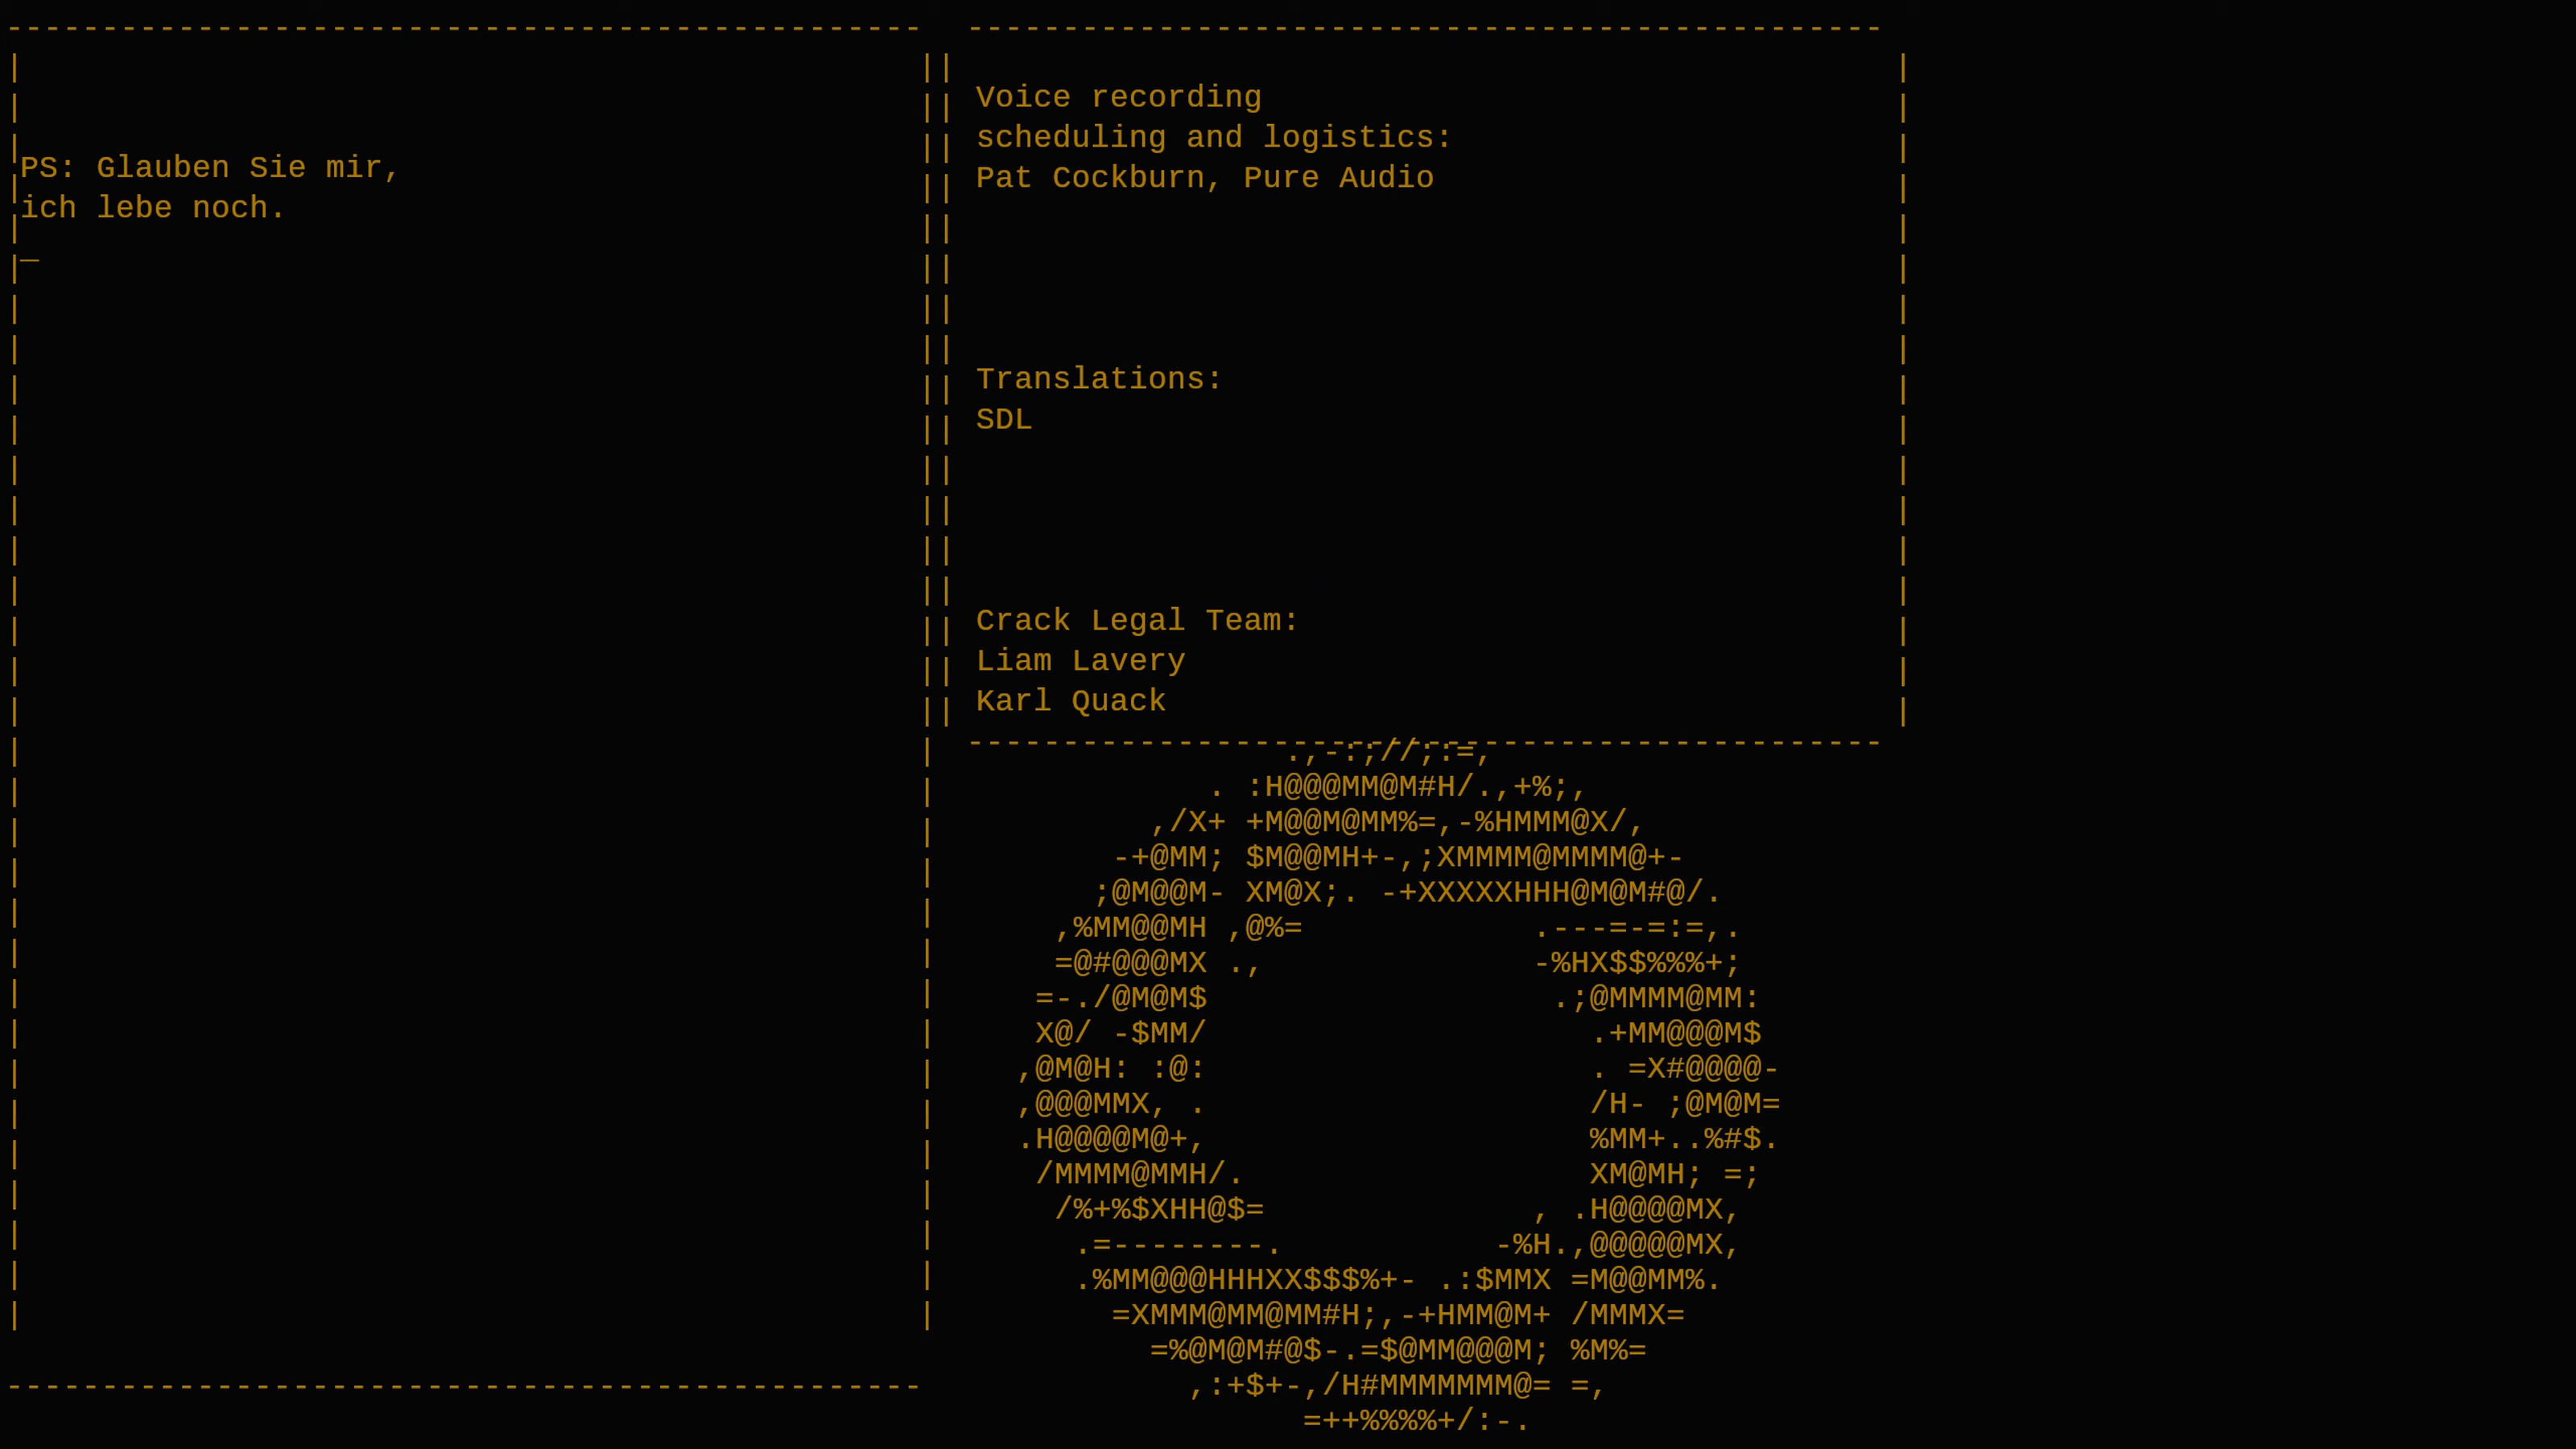 PS: Glauben Sie mir,
ich lebe noch.
_
Voice recording
scheduling and logistics:
Pat Cockburn, Pure Audio
Translations:
SDL
Crack Legal Team:
Liam Lavery
Karl Quack